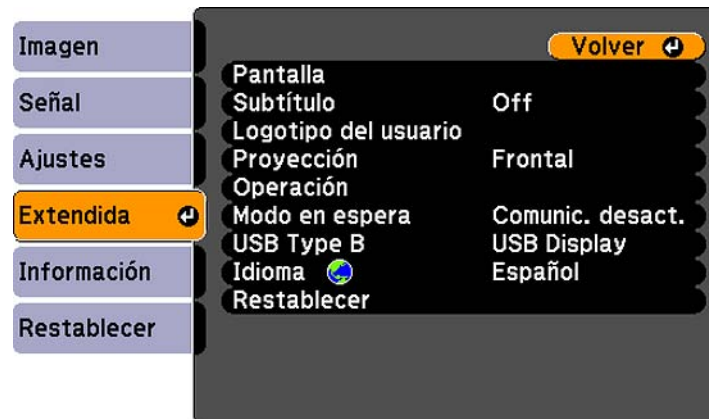 Imagen
Señal
Ajustes
Extendida
Información
Restablecer
Volver
Pantalla
Subtítulo Off
Logotipo del usuario
Proyección Frontal
Operación
Modo en espera Comunic. desact.
USB Type B USB Display
Idioma Español
Restablecer